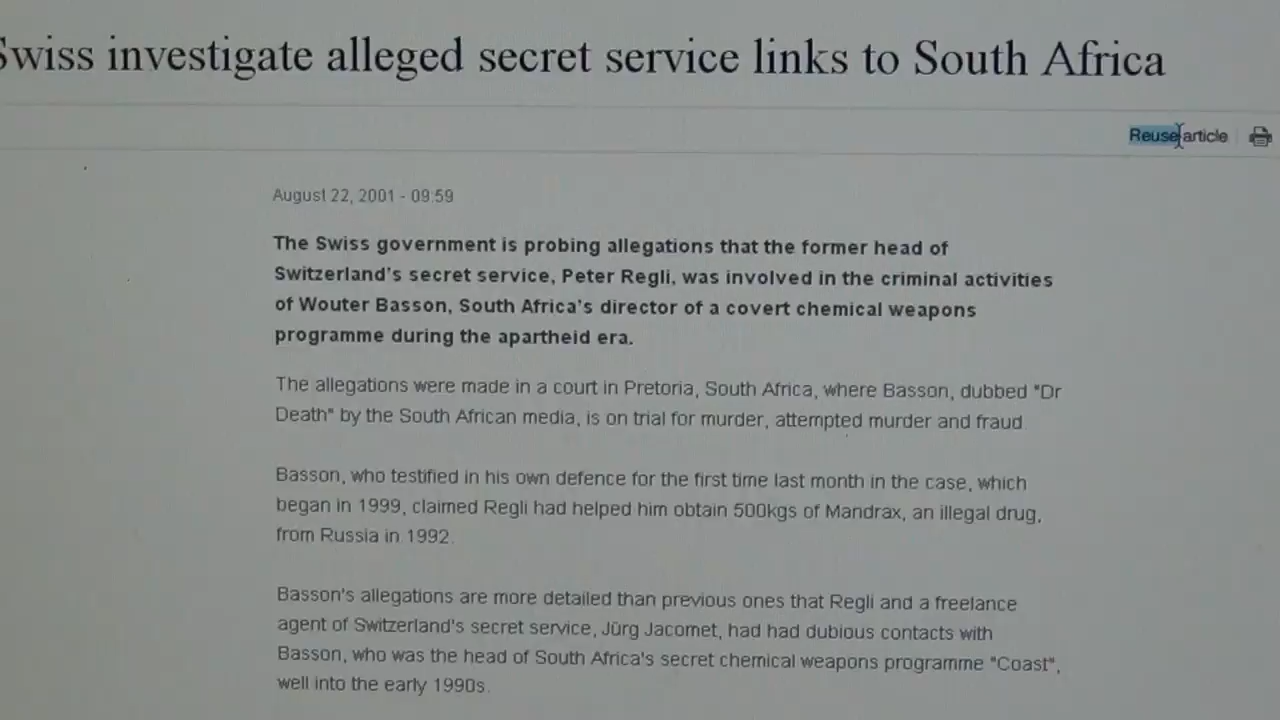 Swiss investigate alleged secret service links to South Africa
Reuse article
August 22, 2001 - 09:59
The Swiss government is probing allegations that the former head of
Switzerland's secret service, Peter Regli, was involved in the criminal activities
of Wouter Basson, South Africa's director of a covert chemical weapons
programme during the apartheid era.
The allegations were made in a court in Pretoria, South Africa, where Basson, dubbed "Dr
Death" by the South African media, is on trial for murder, attempted murder and fraud.
Basson, who testified in his own defence for the first time last month in the case, which
began in 1999, claimed Regli had helped him obtain 500kgs of Mandrax, an illegal drug,
from Russia in 1992.
Basson's allegations are more detailed than previous ones that Regli and a freelance
agent of Switzerland's secret service, Jürg Jacomet, had had dubious contacts with
Basson, who was the head of South Africa's secret chemical weapons programme "Coast",
well into the early 1990s.